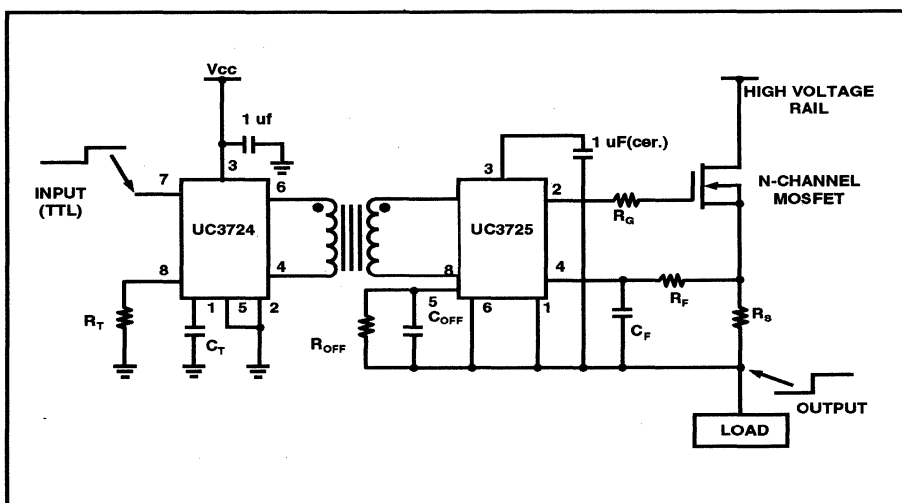 Vcc
1 uf
3
INPUT
(TTL)
7
6
UC3724
8
4
1
5
2
RT
CT
3
1 uF(cer.)
2
UC3725
4
8
5
6
1
ROFF
COFF
RG
HIGH VOLTAGE
RAIL
N-CHANNEL
MOSFET
RF
CF
RS
OUTPUT
LOAD